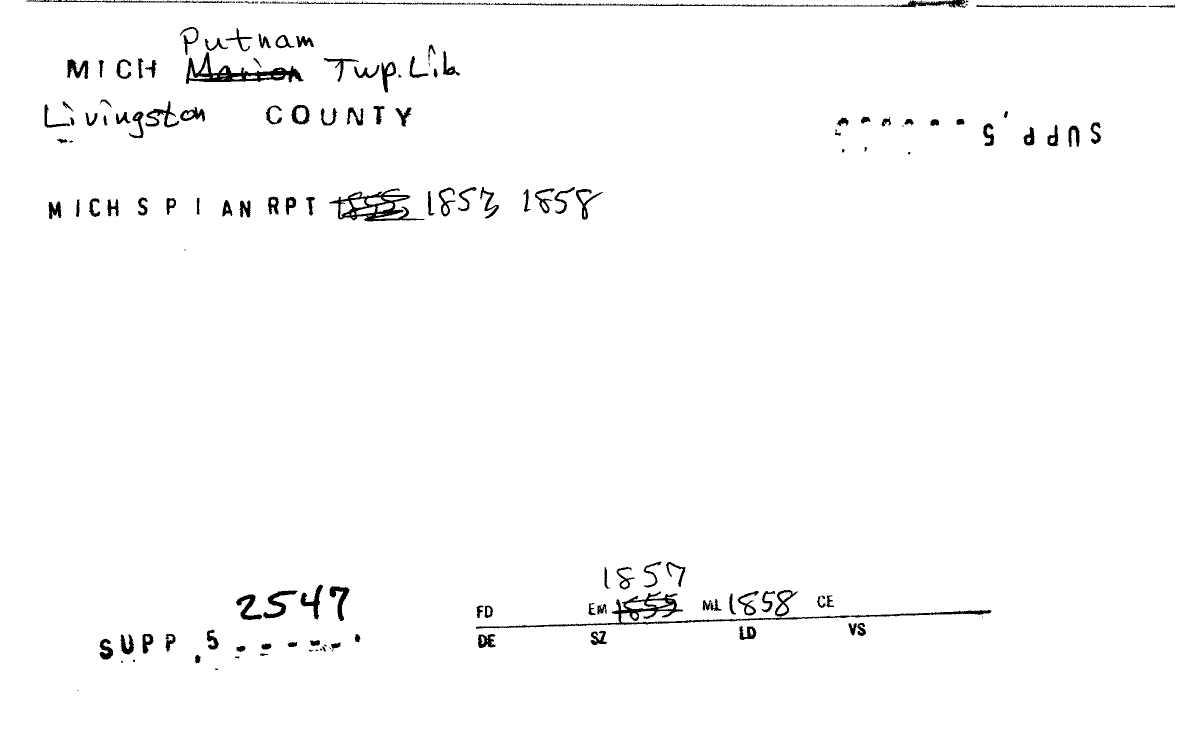 Putnam
MICH Marion Twp. Lib.
Livingston COUNTY
SUPP.5
MICH S P I AN RPT 1855 1857 1858
1857
2547
FD EM 1855 ML 1858 CE
SUPP .5
DE SZ LD VS